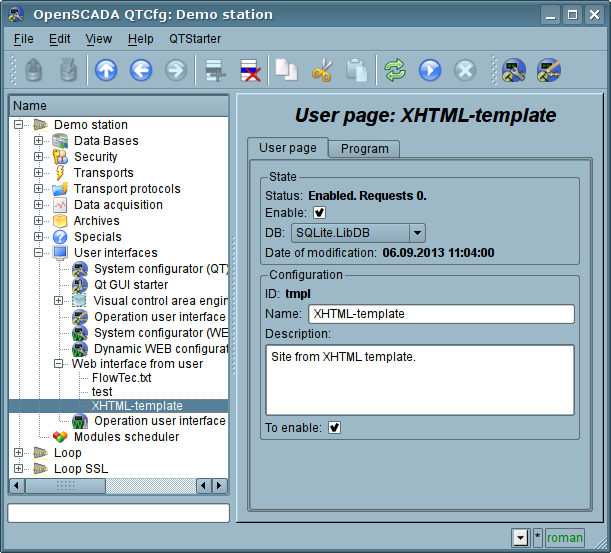 OpenSCADA QTCfg: Demo station
File Edit View Help QTStarter
Name
Demo station
Data Bases
Security
Transports
Transport protocols
Data acquisition
Archives
Specials
User interfaces
System configurator (QT)
Qt GUI starter
Visual control area engin
Operation user interface
System configurator (WE
Dynamic WEB configurat
Web interface from user
FlowTec.txt
test
XHTML-template
Operation user interface
Modules scheduler
Loop
Loop SSL
User page: XHTML-template
User page Program
State
Status: Enabled. Requests 0.
Enable:
DB: SQLite.LibDB
Date of modification: 06.09.2013 11:04:00
Configuration
ID: tmpl
Name: XHTML-template
Description:
Site from XHTML template.
To enable:
* roman